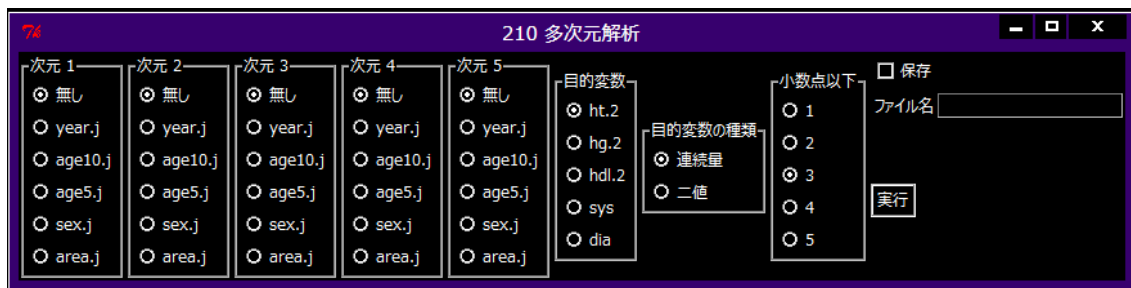 210 多次元解析
次元 1
無し
year.j
age10.j
age5.j
sex.j
area.j
次元 2
無し
year.j
age10.j
age5.j
sex.j
area.j
次元 3
無し
year.j
age10.j
age5.j
sex.j
area.j
次元 4
無し
year.j
age10.j
age5.j
sex.j
area.j
次元 5
無し
year.j
age10.j
age5.j
sex.j
area.j
目的変数
ht.2
hg.2
hdl.2
sys
dia
目的変数の種類
連続量
二値
小数点以下
1
2
3
4
5
保存
ファイル名
実行